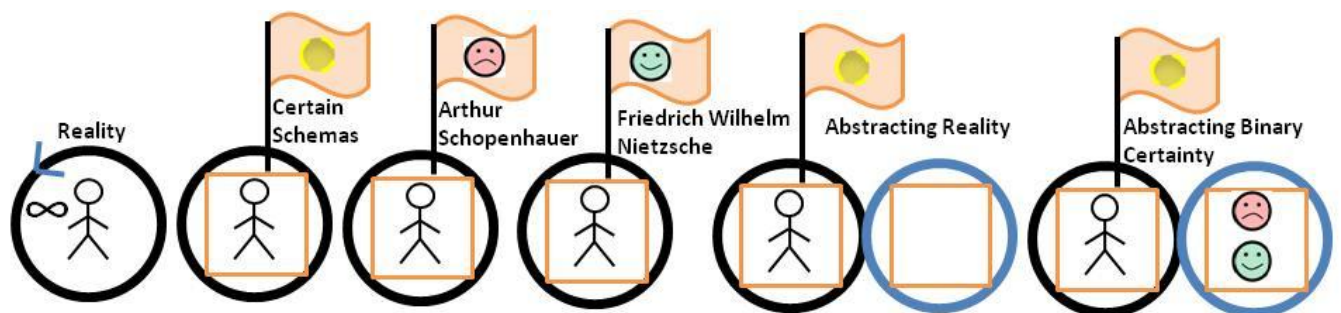 Reality
Certain
Schemas
Arthur
Schopenhauer
Friedrich Wilhelm
Nietzsche
Abstracting Reality
Abstracting Binary
Certainty